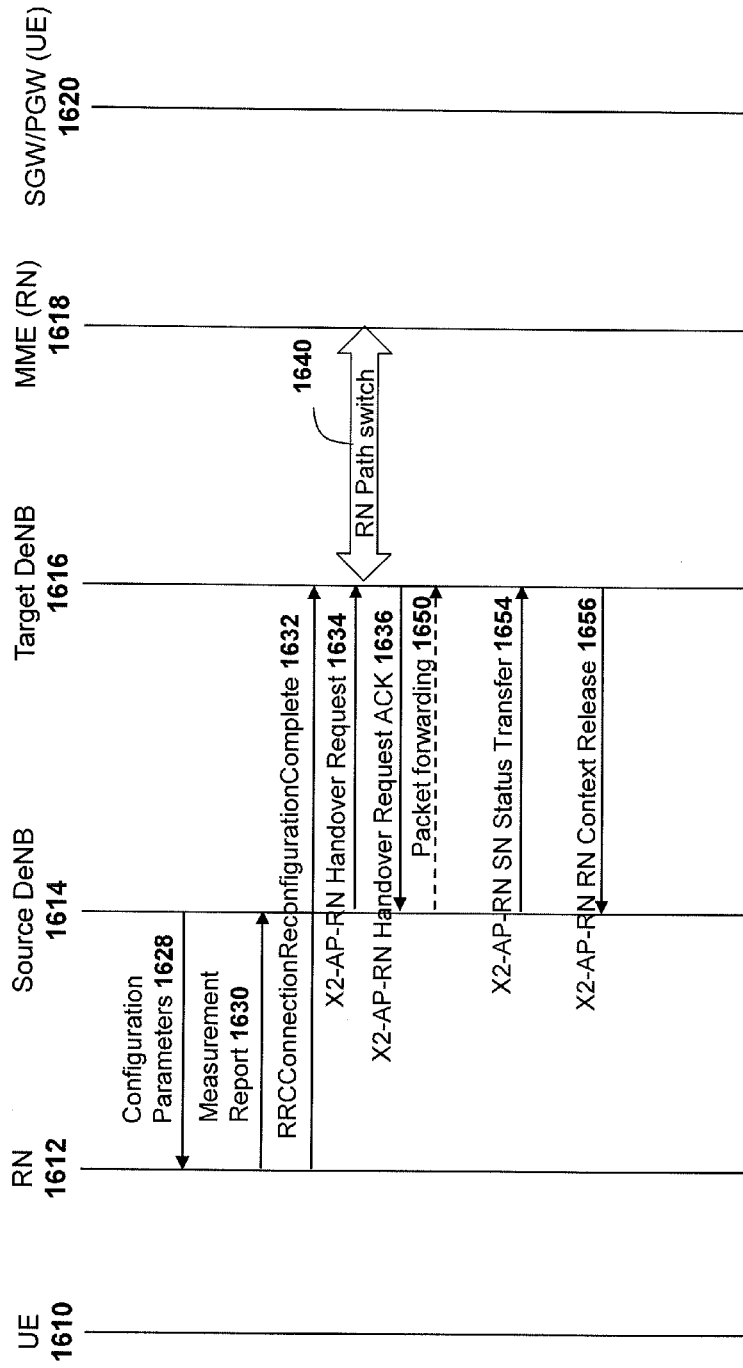 UE
1610
RN
1612
Source DeNB
1614
Target DeNB
1616
MME (RN)
1618
SGW/PGW (UE)
1620
Configuration
Parameters 1628
Measurement
Report 1630
RRCConnectionReconfigurationComplete 1632
X2-AP-RN Handover Request 1634
X2-AP-RN Handover Request ACK 1636
Packet forwarding 1650
1640
RN Path switch
X2-AP-RN SN Status Transfer 1654
X2-AP-RN RN Context Release 1656